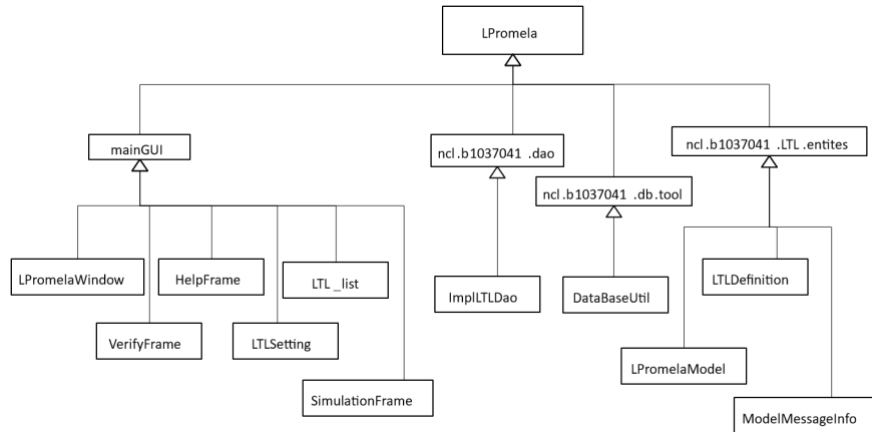 LPromela
mainGUI
ncl.b1037041 .dao
ncl.b1037041 .LTL .entites
ncl.b1037041 .db.tool
LPromelaWindow
HelpFrame
LTL _list
ImplLTLDao
DataBaseUtil
LTLDefinition
VerifyFrame
LTLSetting
LPromelaModel
SimulationFrame
ModelMessageInfo